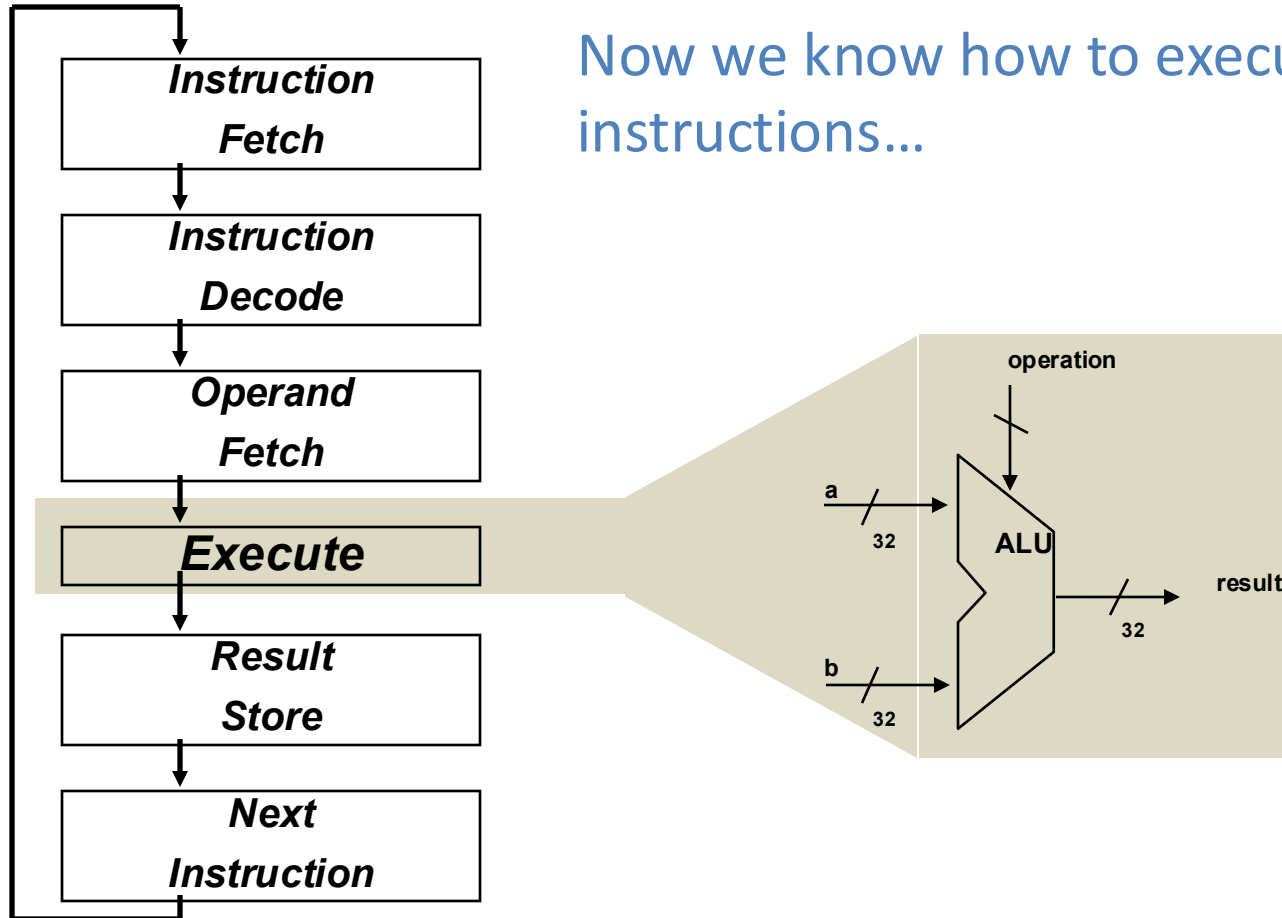 Now we know how to execu
instructions...
Instruction
Fetch
Instruction
Decode
Operand
Fetch
Execute
Result
Store
Next
Instruction
operation
a
32
ALU
result
32
b
32